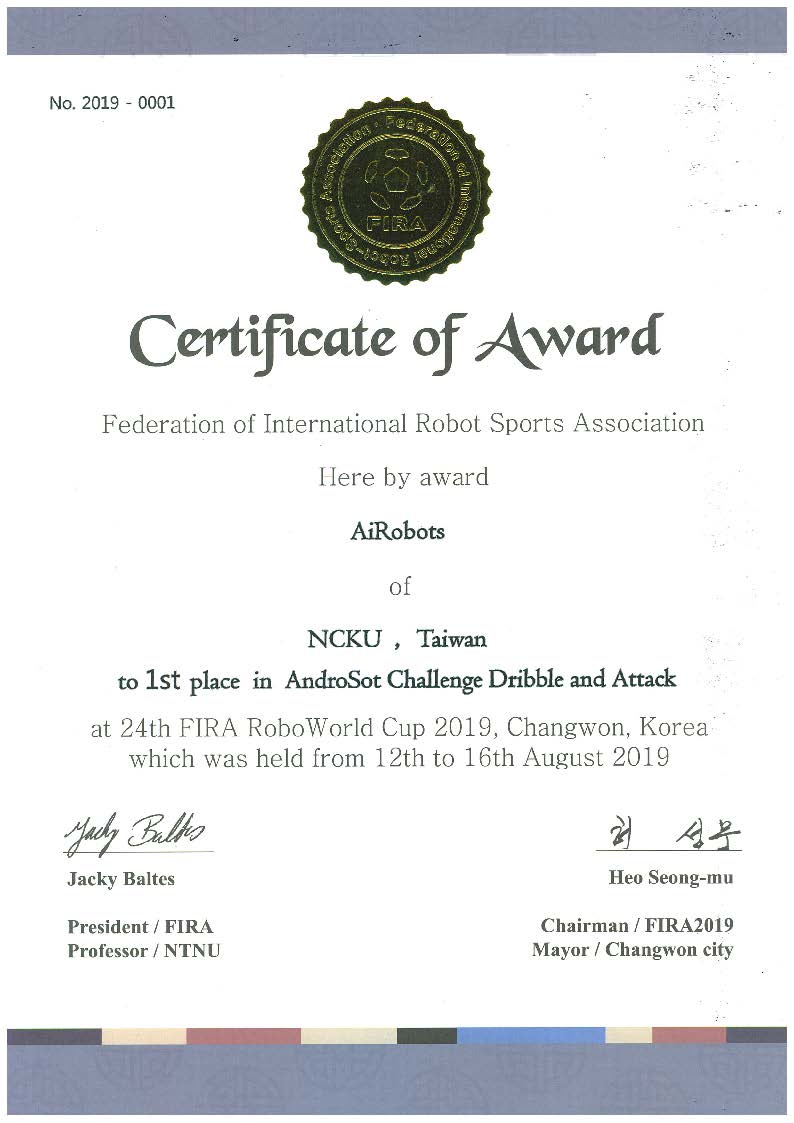 No. 2019 - 0001
Federation of International Robot-Sports Association ·
FIRA
Certificate of Award
Federation of International Robot Sports Association
Here by award
AiRobots
of
NCKU , Taiwan
to 1st place in AndroSot Challenge Dribble and Attack
at 24th FIRA RoboWorld Cup 2019, Changwon, Korea
which was held from 12th to 16th August 2019
Jacky Baltes
허 성무
Jacky Baltes
Heo Seong-mu
President / FIRA
Chairman / FIRA2019
Professor / NTNU
Mayor / Changwon city